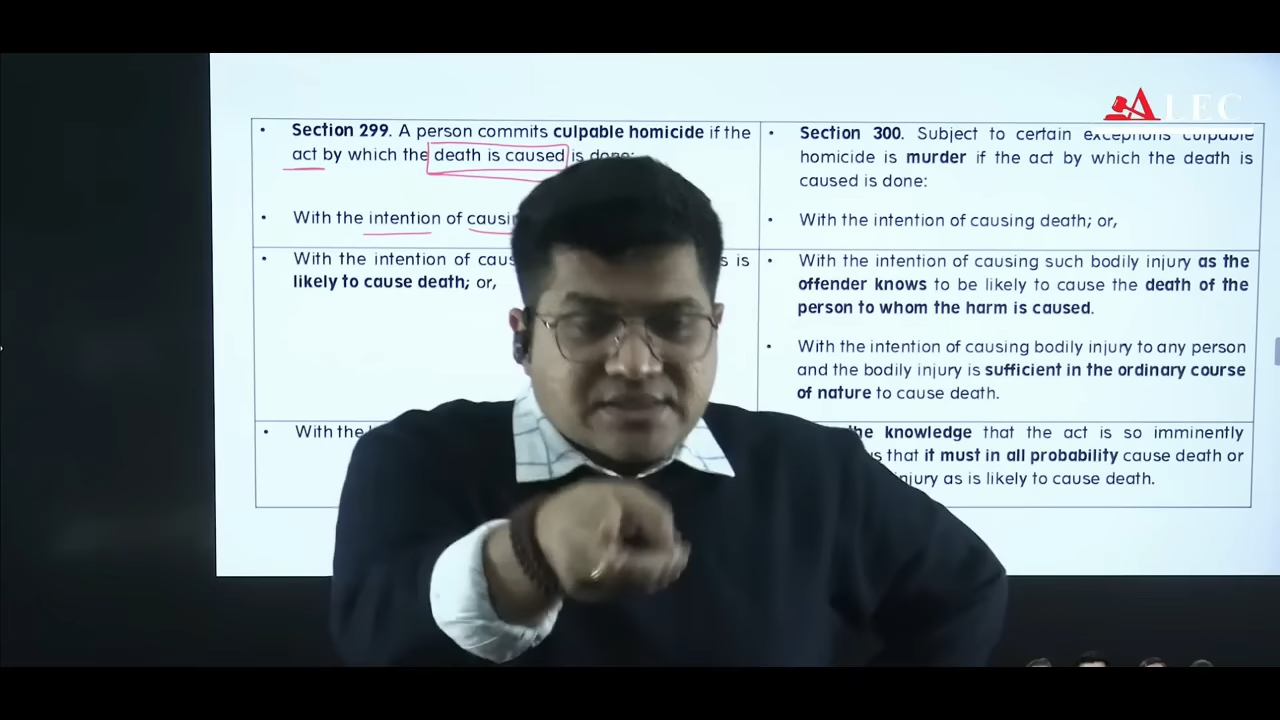 ALEC
• Section 299. A person commits culpable homicide if the
act by which the death is caused is done:
• With the intention of causi
• With the intention of caus s is
likely to cause death; or,
• With the
• Section 300. Subject to certain exceptions culpable
homicide is murder if the act by which the death is
caused is done:
• With the intention of causing death; or,
• With the intention of causing such bodily injury as the
offender knows to be likely to cause the death of the
person to whom the harm is caused.
• With the intention of causing bodily injury to any person
and the bodily injury is sufficient in the ordinary course
of nature to cause death.
the knowledge that the act is so imminently
s that it must in all probability cause death or
njury as is likely to cause death.